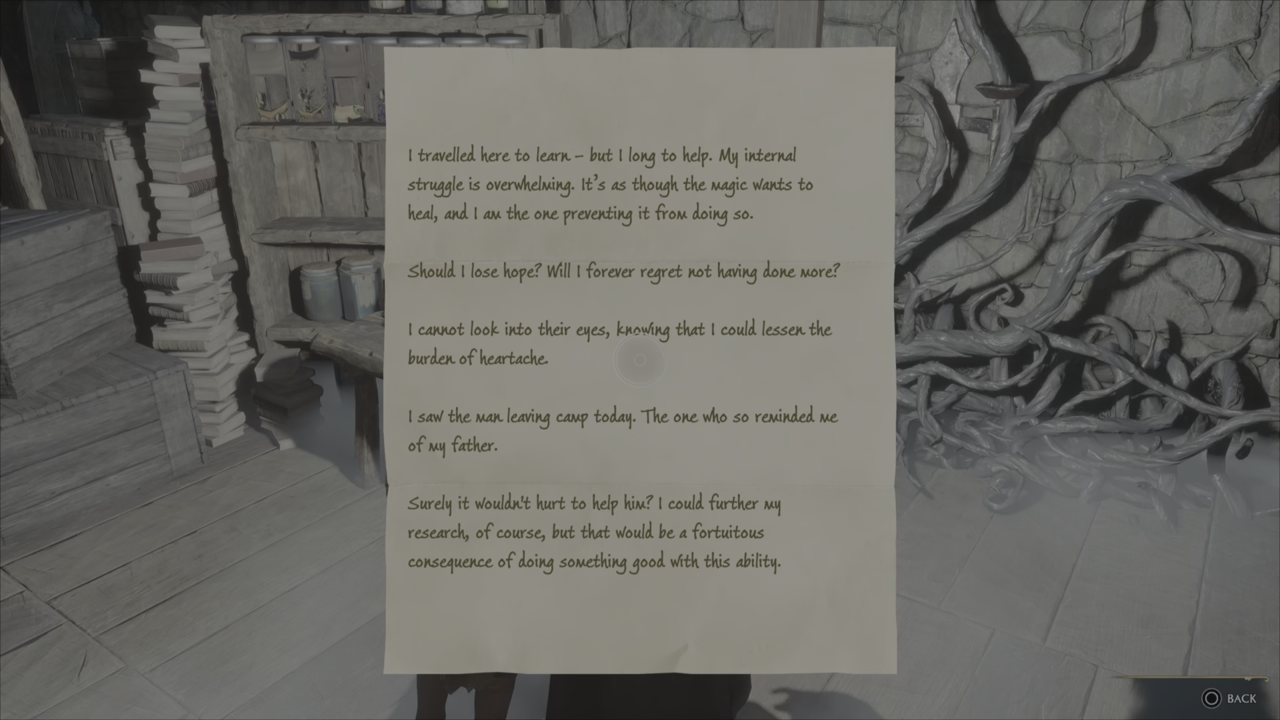 I travelled here to learn – but I long to help. My internal
struggle is overwhelming. It's as though the magic wants to
heal, and I am the one preventing it from doing so.
Should I lose hope? Will I forever regret not having done more?
I cannot look into their eyes, knowing that I could lessen the
burden of heartache.
I saw the man leaving camp today. The one who so reminded me
of my father.
Surely it wouldn't hurt to help him? I could further my
research, of course, but that would be a fortuitous
consequence of doing something good with this ability.
BACK